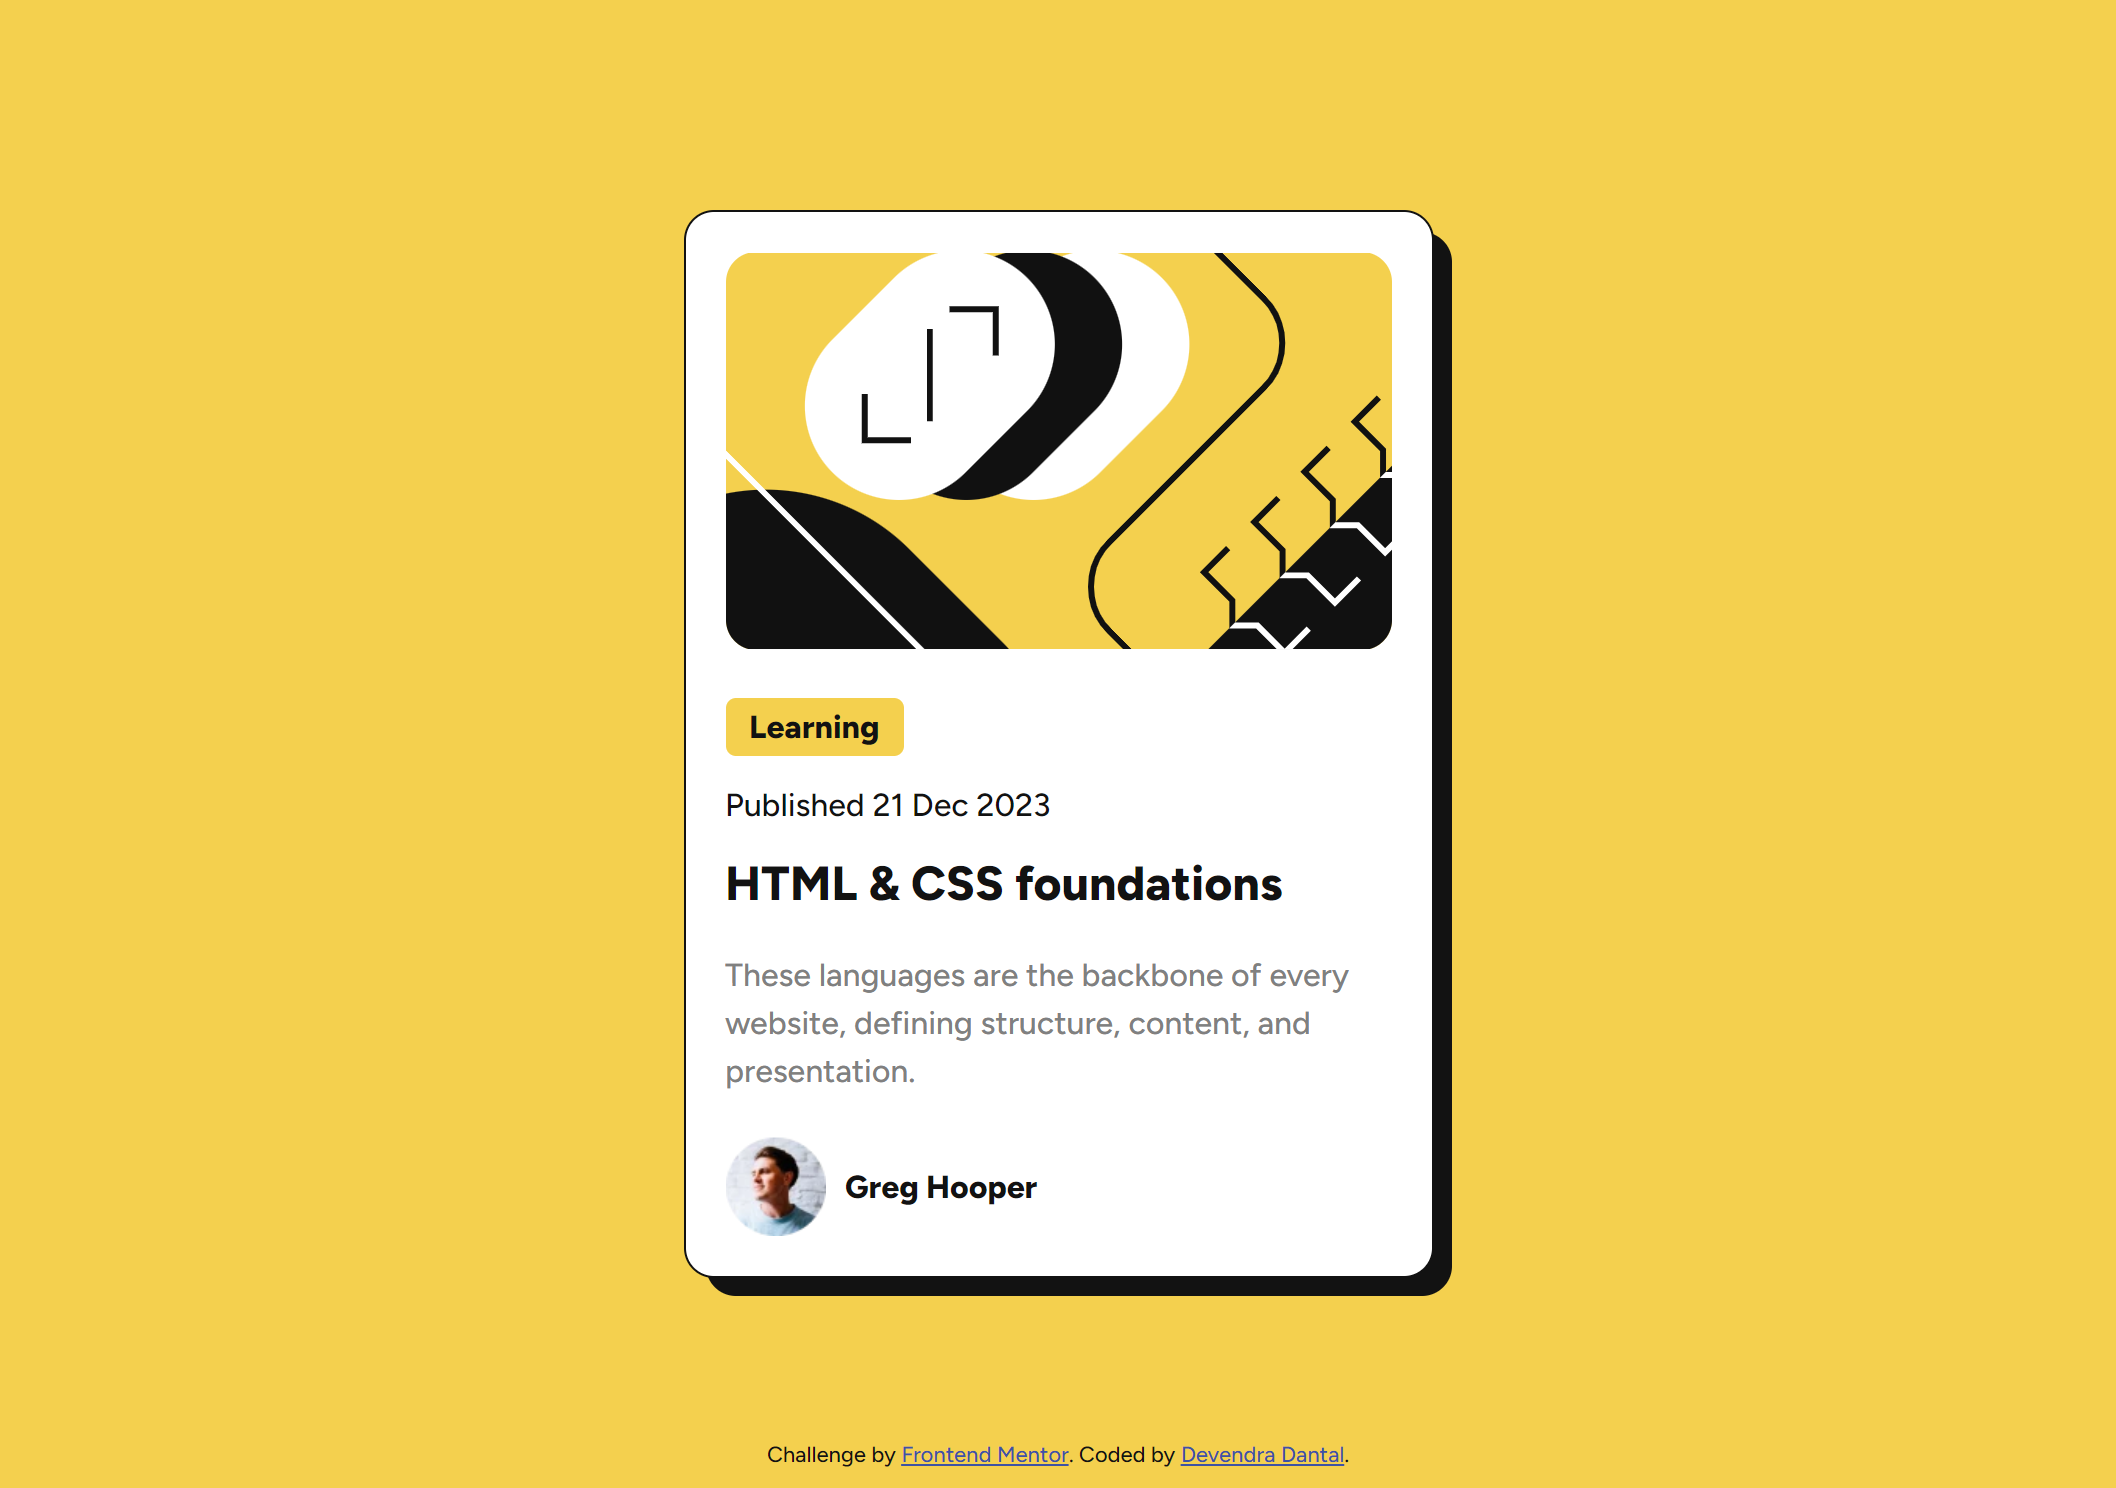 Learning
Published 21 Dec 2023
HTML & CSS foundations
These languages are the backbone of every
website, defining structure, content, and
presentation.
Greg Hooper
Challenge by Frontend Mentor. Coded by Devendra Dantal.